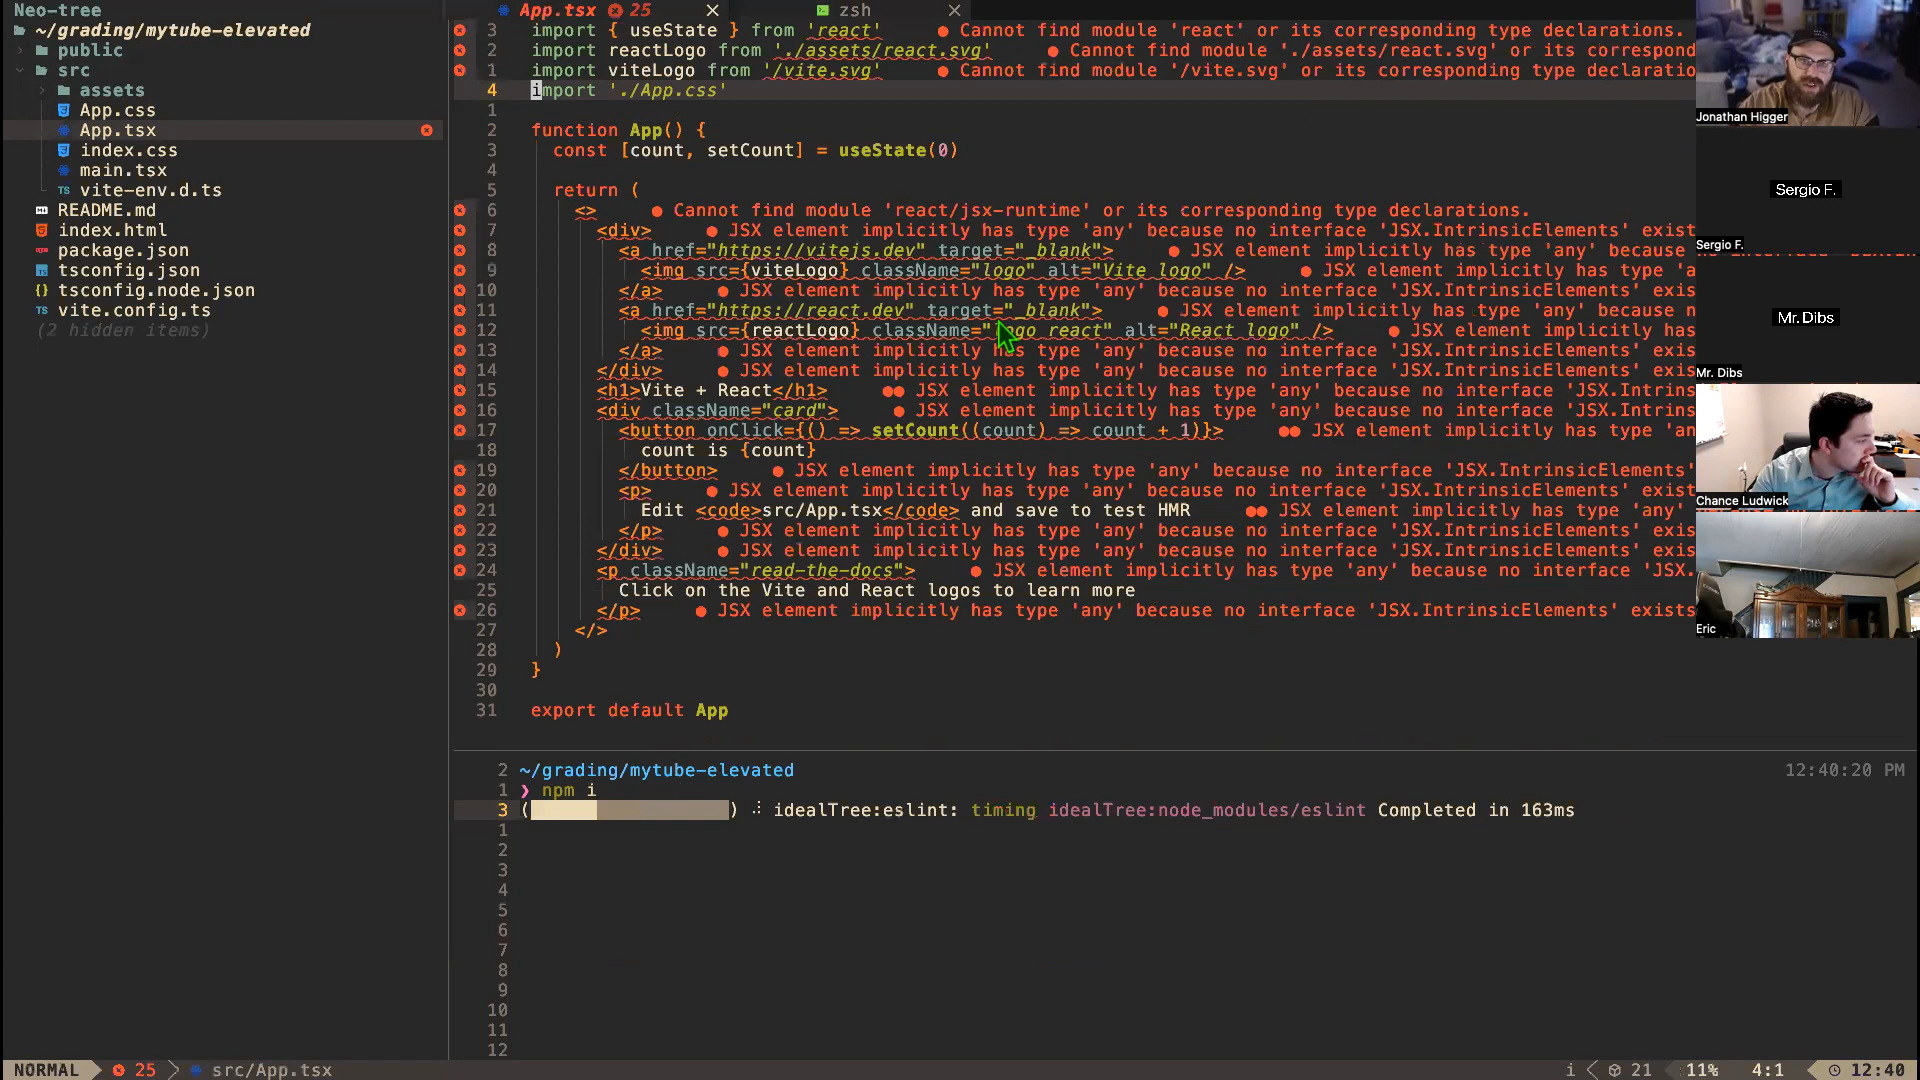 Neo-tree
~/grading/mytube-elevated
public
src
assets
App.css
App.tsx
index.css
main.tsx
vite-env.d.ts
README.md
index.html
package.json
tsconfig.json
tsconfig.node.json
vite.config.ts
(2 hidden items)
App.tsx 25
zsh
3 import { useState } from 'react' ● Cannot find module 'react' or its corresponding type declarations.
2 import reactLogo from './assets/react.svg' ● Cannot find module './assets/react.svg' or its correspond
1 import viteLogo from '/vite.svg' ● Cannot find module '/vite.svg' or its corresponding type declaratio
4 import './App.css'
1
2 function App() {
3 const [count, setCount] = useState(0)
4
5 return (
6 <> ● Cannot find module 'react/jsx-runtime' or its corresponding type declarations.
7 <div> ● JSX element implicitly has type 'any' because no interface 'JSX.IntrinsicElements' exist
8 <a href="https://vitejs.dev" target="_blank"> ● JSX element implicitly has type 'any' because
9 <img src={viteLogo} className="logo" alt="Vite logo" /> ● JSX element implicitly has type 'a
10 </a> ● JSX element implicitly has type 'any' because no interface 'JSX.IntrinsicElements' exis
11 <a href="https://react.dev" target="_blank"> ● JSX element implicitly has type 'any' because n
12 <img src={reactLogo} className="logo react" alt="React logo" /> ● JSX element implicitly has
13 </a> ● JSX element implicitly has type 'any' because no interface 'JSX.IntrinsicElements' exis
14 </div> ● JSX element implicitly has type 'any' because no interface 'JSX.IntrinsicElements' exis
15 <h1>Vite + React</h1> ●● JSX element implicitly has type 'any' because no interface 'JSX.Intrins
16 <div className="card"> ● JSX element implicitly has type 'any' because no interface 'JSX.Intrin
17 <button onClick={() => setCount((count) => count + 1)}> ●● JSX element implicitly has type 'an
18 count is {count}
19 </button> ● JSX element implicitly has type 'any' because no interface 'JSX.IntrinsicElements'
20 <p> ● JSX element implicitly has type 'any' because no interface 'JSX.IntrinsicElements' exist
21 Edit <code>src/App.tsx</code> and save to test HMR ●● JSX element implicitly has type 'any'
22 </p> ● JSX element implicitly has type 'any' because no interface 'JSX.IntrinsicElements' exis
23 </div> ● JSX element implicitly has type 'any' because no interface 'JSX.IntrinsicElements' exis
24 <p className="read-the-docs"> ● JSX element implicitly has type 'any' because no interface 'JSX.
25 Click on the Vite and React logos to learn more
26 </p> ● JSX element implicitly has type 'any' because no interface 'JSX.IntrinsicElements' exists
27 </>
28 )
29 }
30
31 export default App
2 ~/grading/mytube-elevated 12:40:20 PM
1 ❯ npm i
3 ( ) ⠼ idealTree:eslint: timing idealTree:node_modules/eslint Completed in 163ms
1
2
3
4
5
6
7
8
9
10
11
12
NORMAL 25 src/App.tsx i 21 11% 4:1 12:40
Jonathan Higger
Sergio F.
Sergio F.
Mr. Dibs
Mr. Dibs
Chance Ludwick
Eric